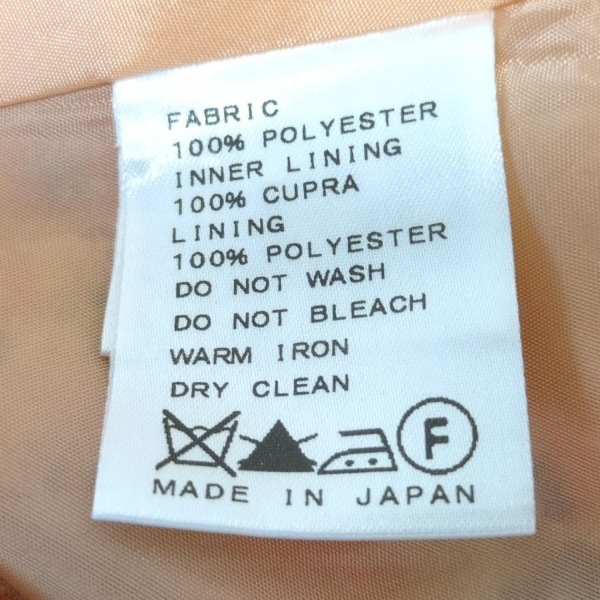 FABRIC
100% POLYESTER
INNER LINING
100% CUPRA
LINING
100% POLYESTER
DO NOT WASH
DO NOT BLEACH
WARM IRON
DRY CLEAN
F
MADE IN JAPAN